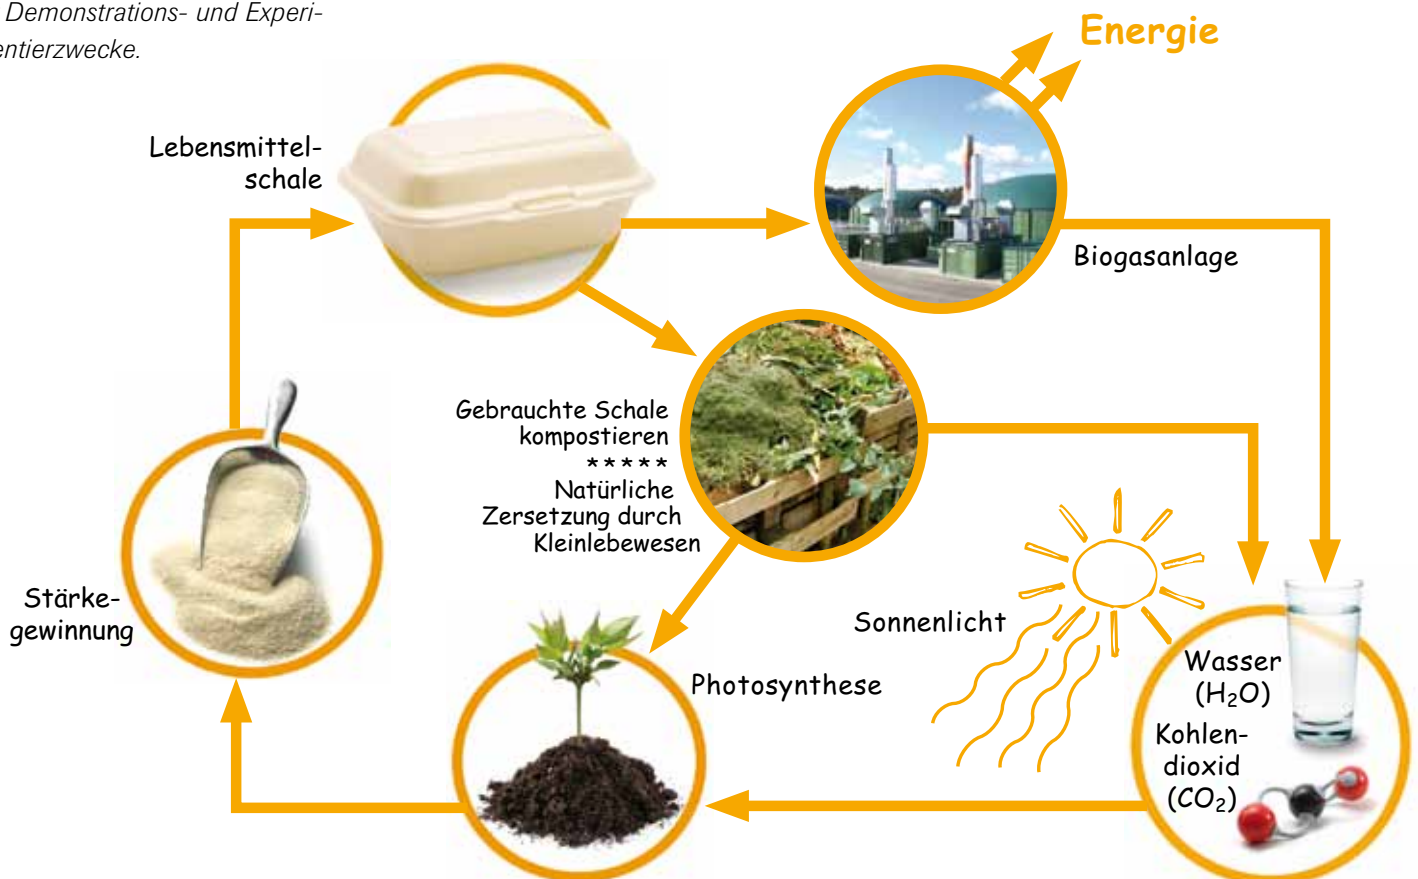 Demonstrations- und Experi-
entierzwecke.
Energie
Lebensmittel-
schale
Biogasanlage
Gebrauchte Schale
kompostieren
*****
Natürliche
Zersetzung durch
Kleinlebewesen
Stärke-
gewinnung
Sonnenlicht
Photosynthese
Wasser
(H₂O)
Kohlen-
dioxid
(CO₂)